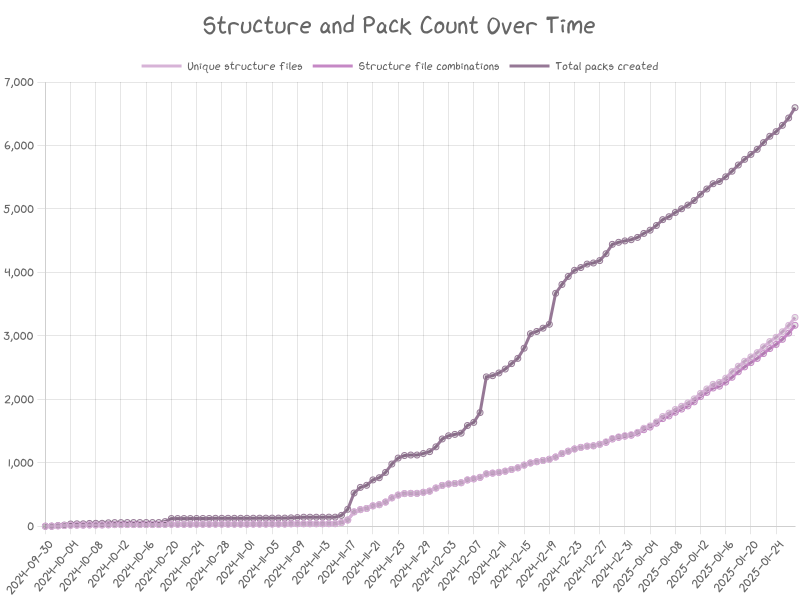 Structure and Pack Count Over Time
Unique structure files Structure file combinations Total packs created
7,000
6,000
5,000
4,000
3,000
2,000
1,000
0
2024-09-30 2024-10-04 2024-10-08 2024-10-12 2024-10-16 2024-10-20 2024-10-24 2024-10-28 2024-11-01 2024-11-05 2024-11-09 2024-11-13 2024-11-17 2024-11-21 2024-11-25 2024-11-29 2024-12-03 2024-12-07 2024-12-11 2024-12-15 2024-12-19 2024-12-23 2024-12-27 2024-12-31 2025-01-04 2025-01-08 2025-01-12 2025-01-16 2025-01-20 2025-01-24